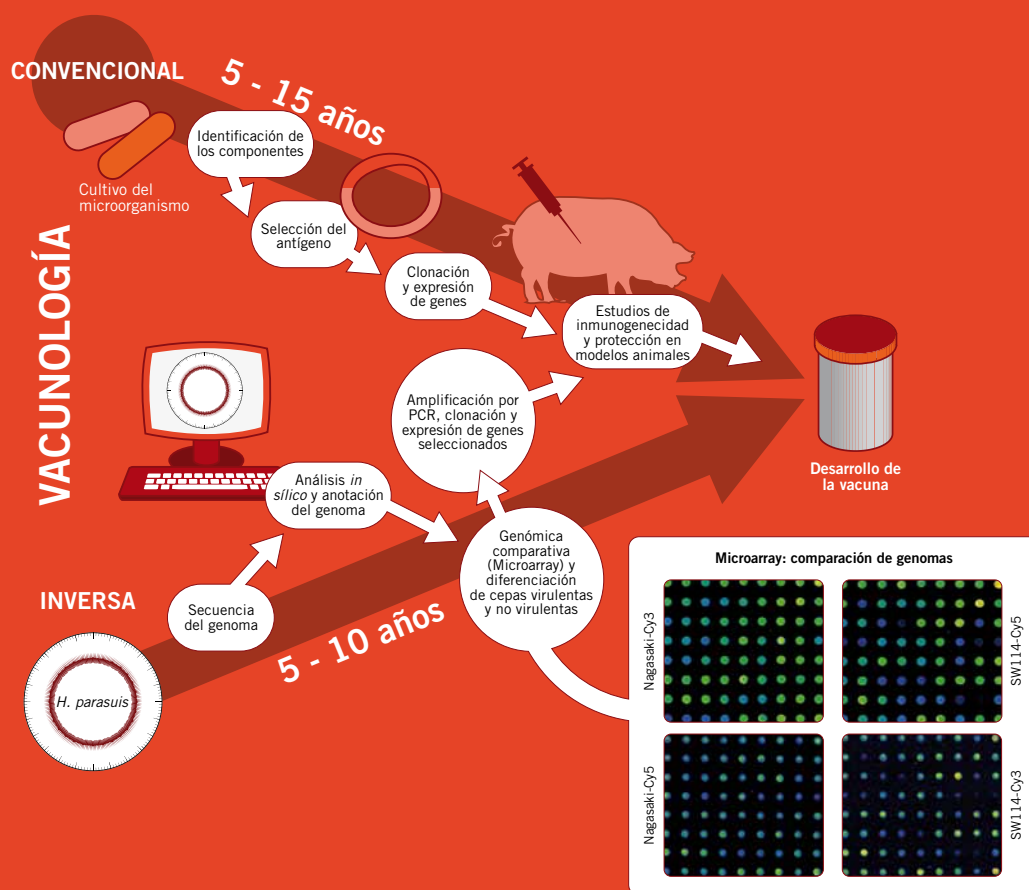 CONVENCIONAL
5 - 15 años
Identificación de
los componentes
Cultivo del
microorganismo
Selección del
antígeno
Clonación
y expresión
de genes
Estudios de
inmunogenecidad
y protección en
modelos animales
VACUNOLOGÍA
Amplificación por
PCR, clonación y
expresión de genes
seleccionados
Desarrollo de
la vacuna
Análisis in
sílico y anotación
del genoma
Genómica
comparativa
(Microarray) y
diferenciación
de cepas virulentas
y no virulentas
INVERSA
Secuencia
del genoma
5 - 10 años
H. parasuis
Microarray: comparación de genomas
Nagasaki-Cy3
SW114-Cy5
Nagasaki-Cy5
SW114-Cy3